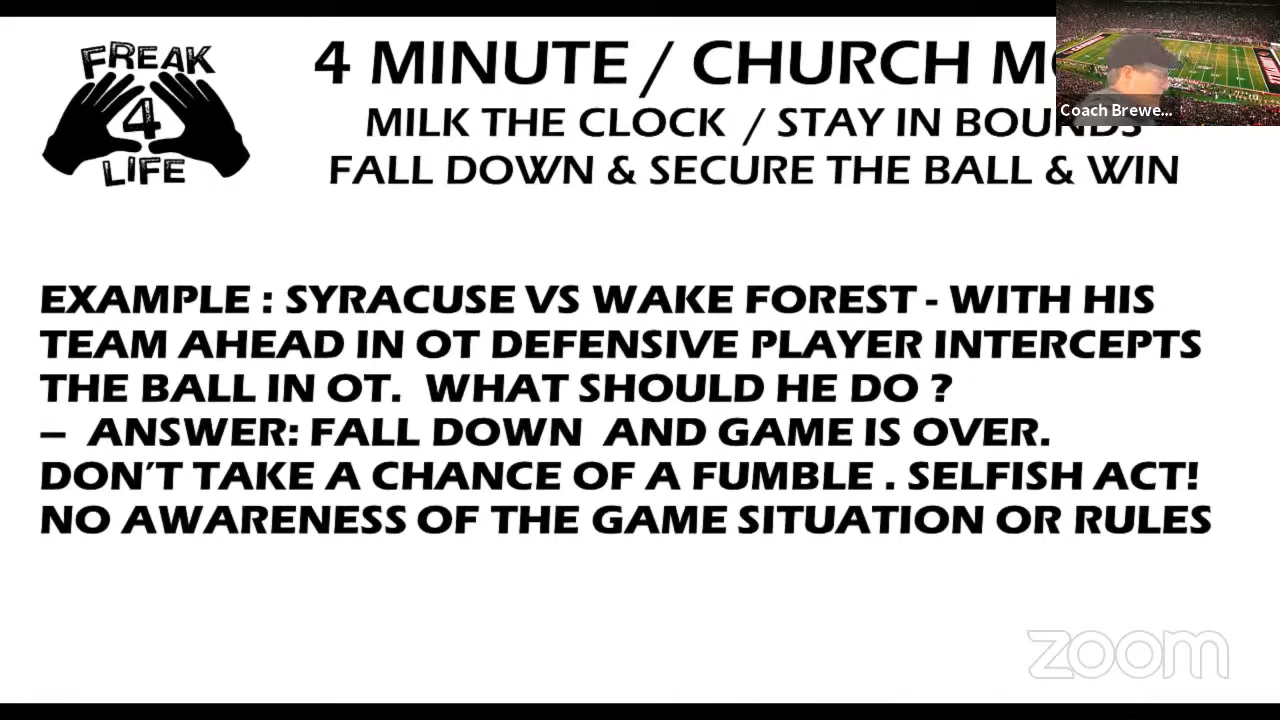 FREAK
4
LIFE
4 MINUTE / CHURCH
MILK THE CLOCK / STAY IN BOUNDS
FALL DOWN & SECURE THE BALL & WIN
Coach Brewe...
EXAMPLE : SYRACUSE VS WAKE FOREST - WITH HIS
TEAM AHEAD IN OT DEFENSIVE PLAYER INTERCEPTS
THE BALL IN OT. WHAT SHOULD HE DO ?
– ANSWER: FALL DOWN AND GAME IS OVER.
DON'T TAKE A CHANCE OF A FUMBLE . SELFISH ACT!
NO AWARENESS OF THE GAME SITUATION OR RULES
zoom